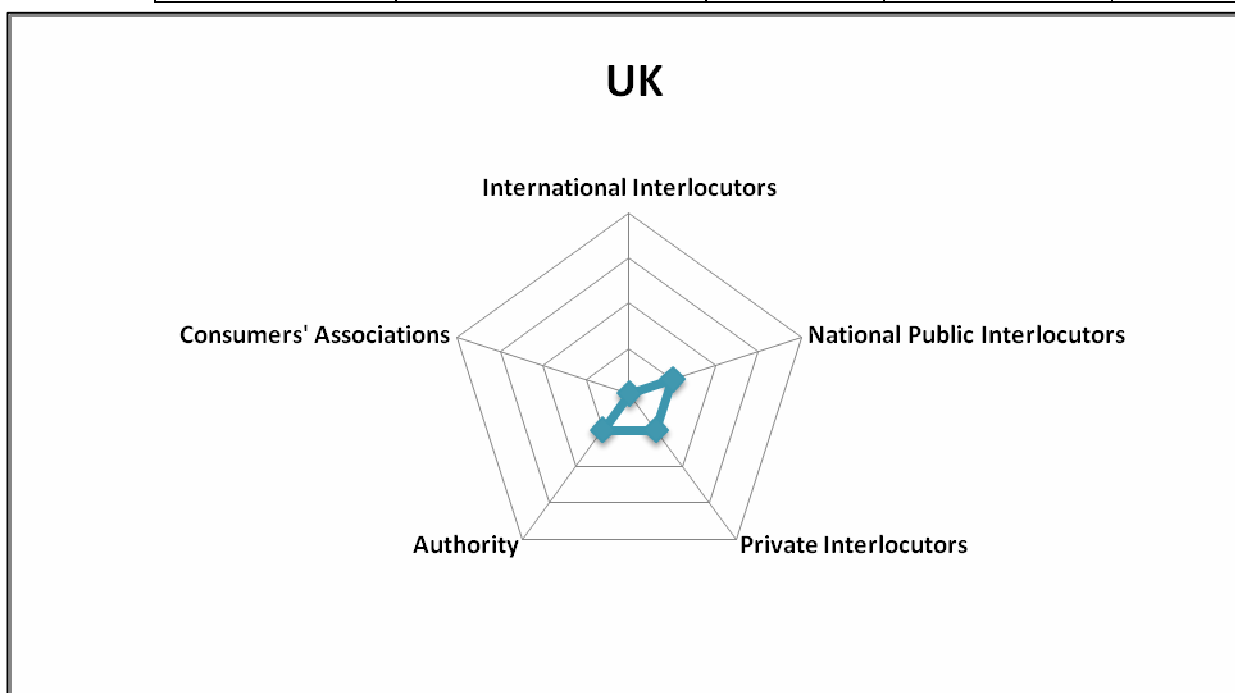 UK
International Interlocutors
Consumers' Associations
National Public Interlocutors
Authority
Private Interlocutors